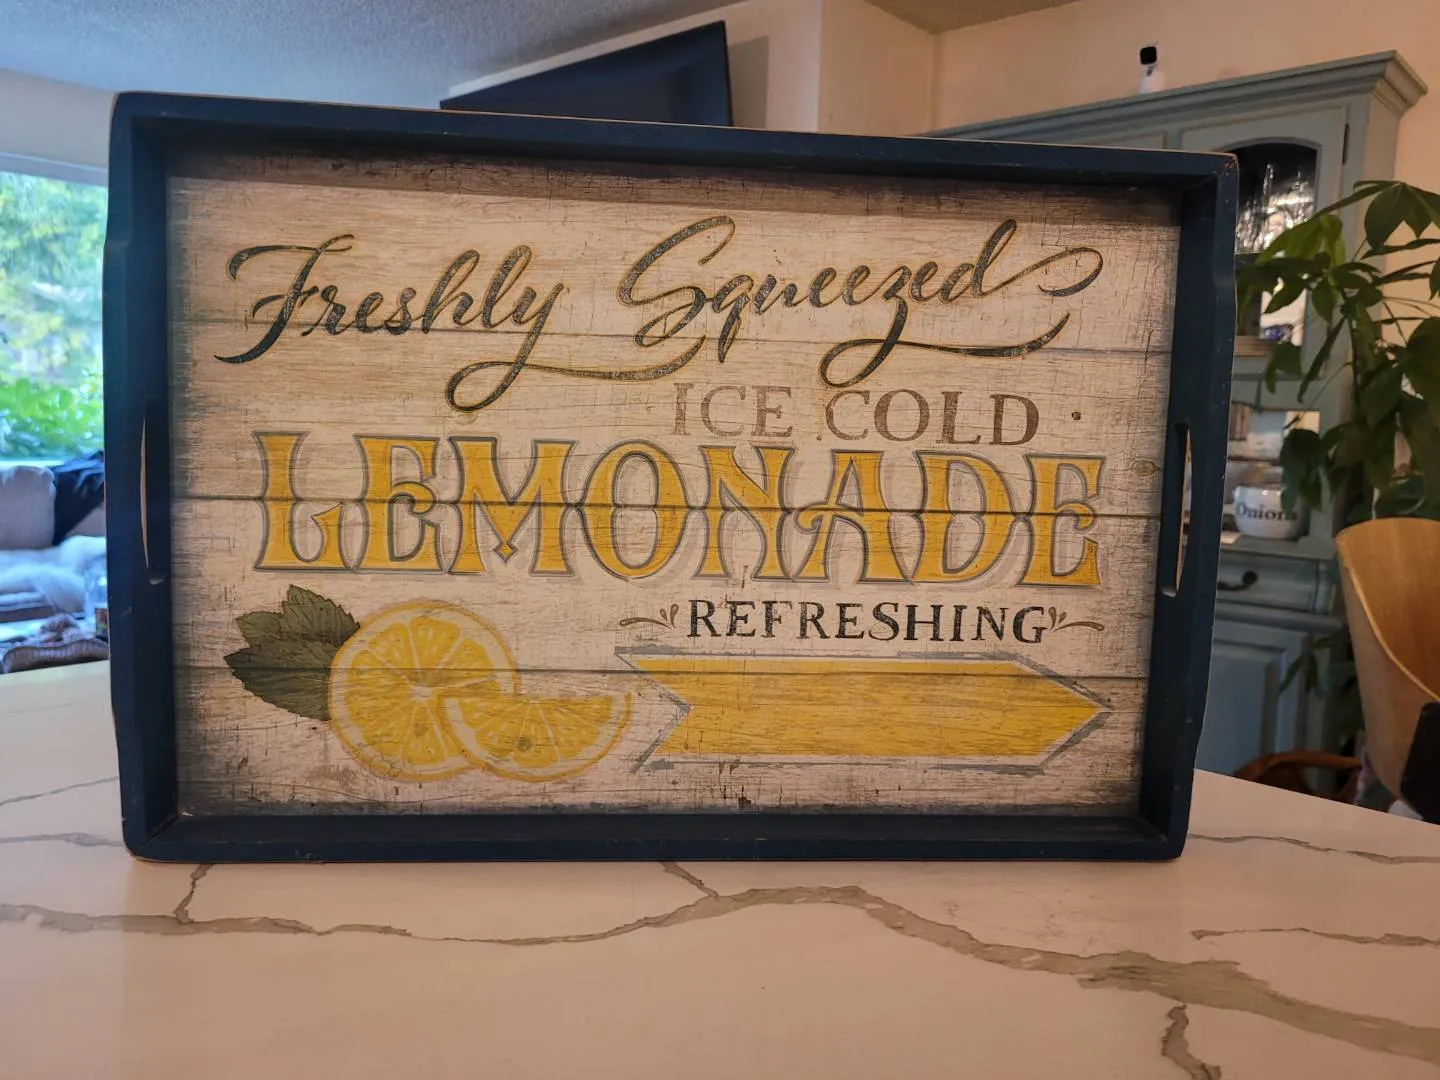 Freshly Squeezed
ICE COLD
LEMONADE
REFRESHING
Onions